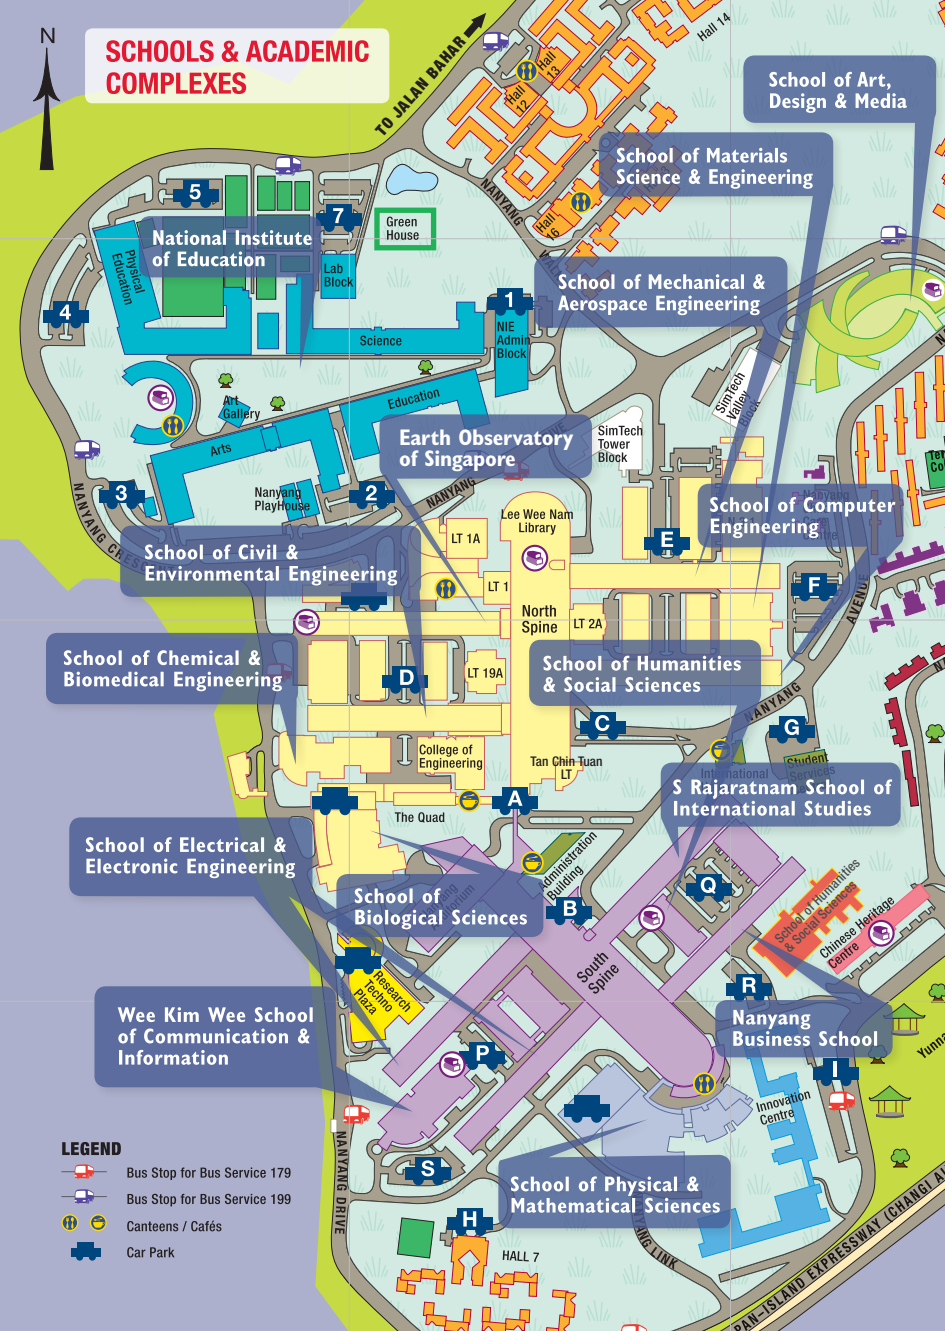 N
SCHOOLS & ACADEMIC
COMPLEXES
TO JALAN BAHAR
Hall 14
Hall
13
Hall
12
School of Art,
Design & Media
School of Materials
Science & Engineering
NANYANG
Hall
16
5
7
Green
House
National Institute
of Education
Physical
Education
Lab
Block
School of Mechanical &
Aerospace Engineering
4
1
NIE
Admin
Block
Science
SimTech
Valley
Block
Art
Gallery
Education
Arts
SimTech
Tower
Block
Earth Observatory
of Singapore
3
Nanyang
PlayHouse
2
NANYANG
NANYANG CRESCENT
Lee Wee Nam
Library
School of Computer
Engineering
LT 1A
E
School of Civil &
Environmental Engineering
LT 1
F
AVENUE
North
Spine
LT 2A
School of Chemical &
Biomedical Engineering
D
LT 19A
School of Humanities
& Social Sciences
NANYANG
C
G
College of
Engineering
Tan Chin Tuan
LT
International
Student
Services
S Rajaratnam School of
International Studies
A
The Quad
School of Electrical &
Electronic Engineering
Administration
Building
School of
Biological Sciences
B
Q
School of Humanities
& Social Sciences
Chinese Heritage
Centre
South
Spine
Research
Techno
Plaza
R
Wee Kim Wee School
of Communication &
Information
Nanyang
Business School
P
I
Innovation
Centre
LEGEND
Bus Stop for Bus Service 179
Bus Stop for Bus Service 199
Canteens / Cafés
Car Park
NANYANG DRIVE
S
School of Physical &
Mathematical Sciences
H
HALL 7
NANYANG LINK
PAN-ISLAND EXPRESSWAY (CHANGI A